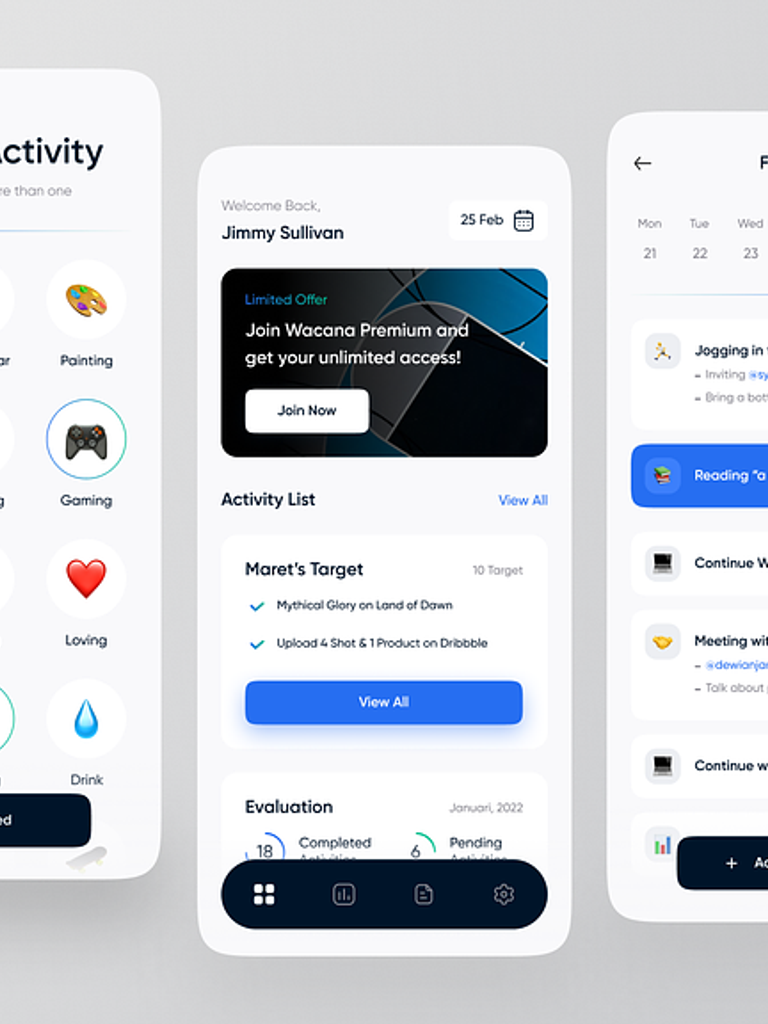 Activity
re than one
ar
Painting
g
Gaming
Loving
Drink
ed
Welcome Back,
Jimmy Sullivan
25 Feb
Limited Offer
Join Wacana Premium and
get your unlimited access!
Join Now
Activity List
View All
Maret's Target
10 Target
Mythical Glory on Land of Dawn
Upload 4 Shot & 1 Product on Dribbble
View All
Evaluation
Januari, 2022
18
Completed
Activities
6
Pending
Activities
F
Mon
Tue
Wed
21
22
23
Jogging in
- Inviting @sy
- Bring a bot
Reading "a
Continue W
Meeting wit
- @dewianjan
- Talk about
Continue w
+ Ac